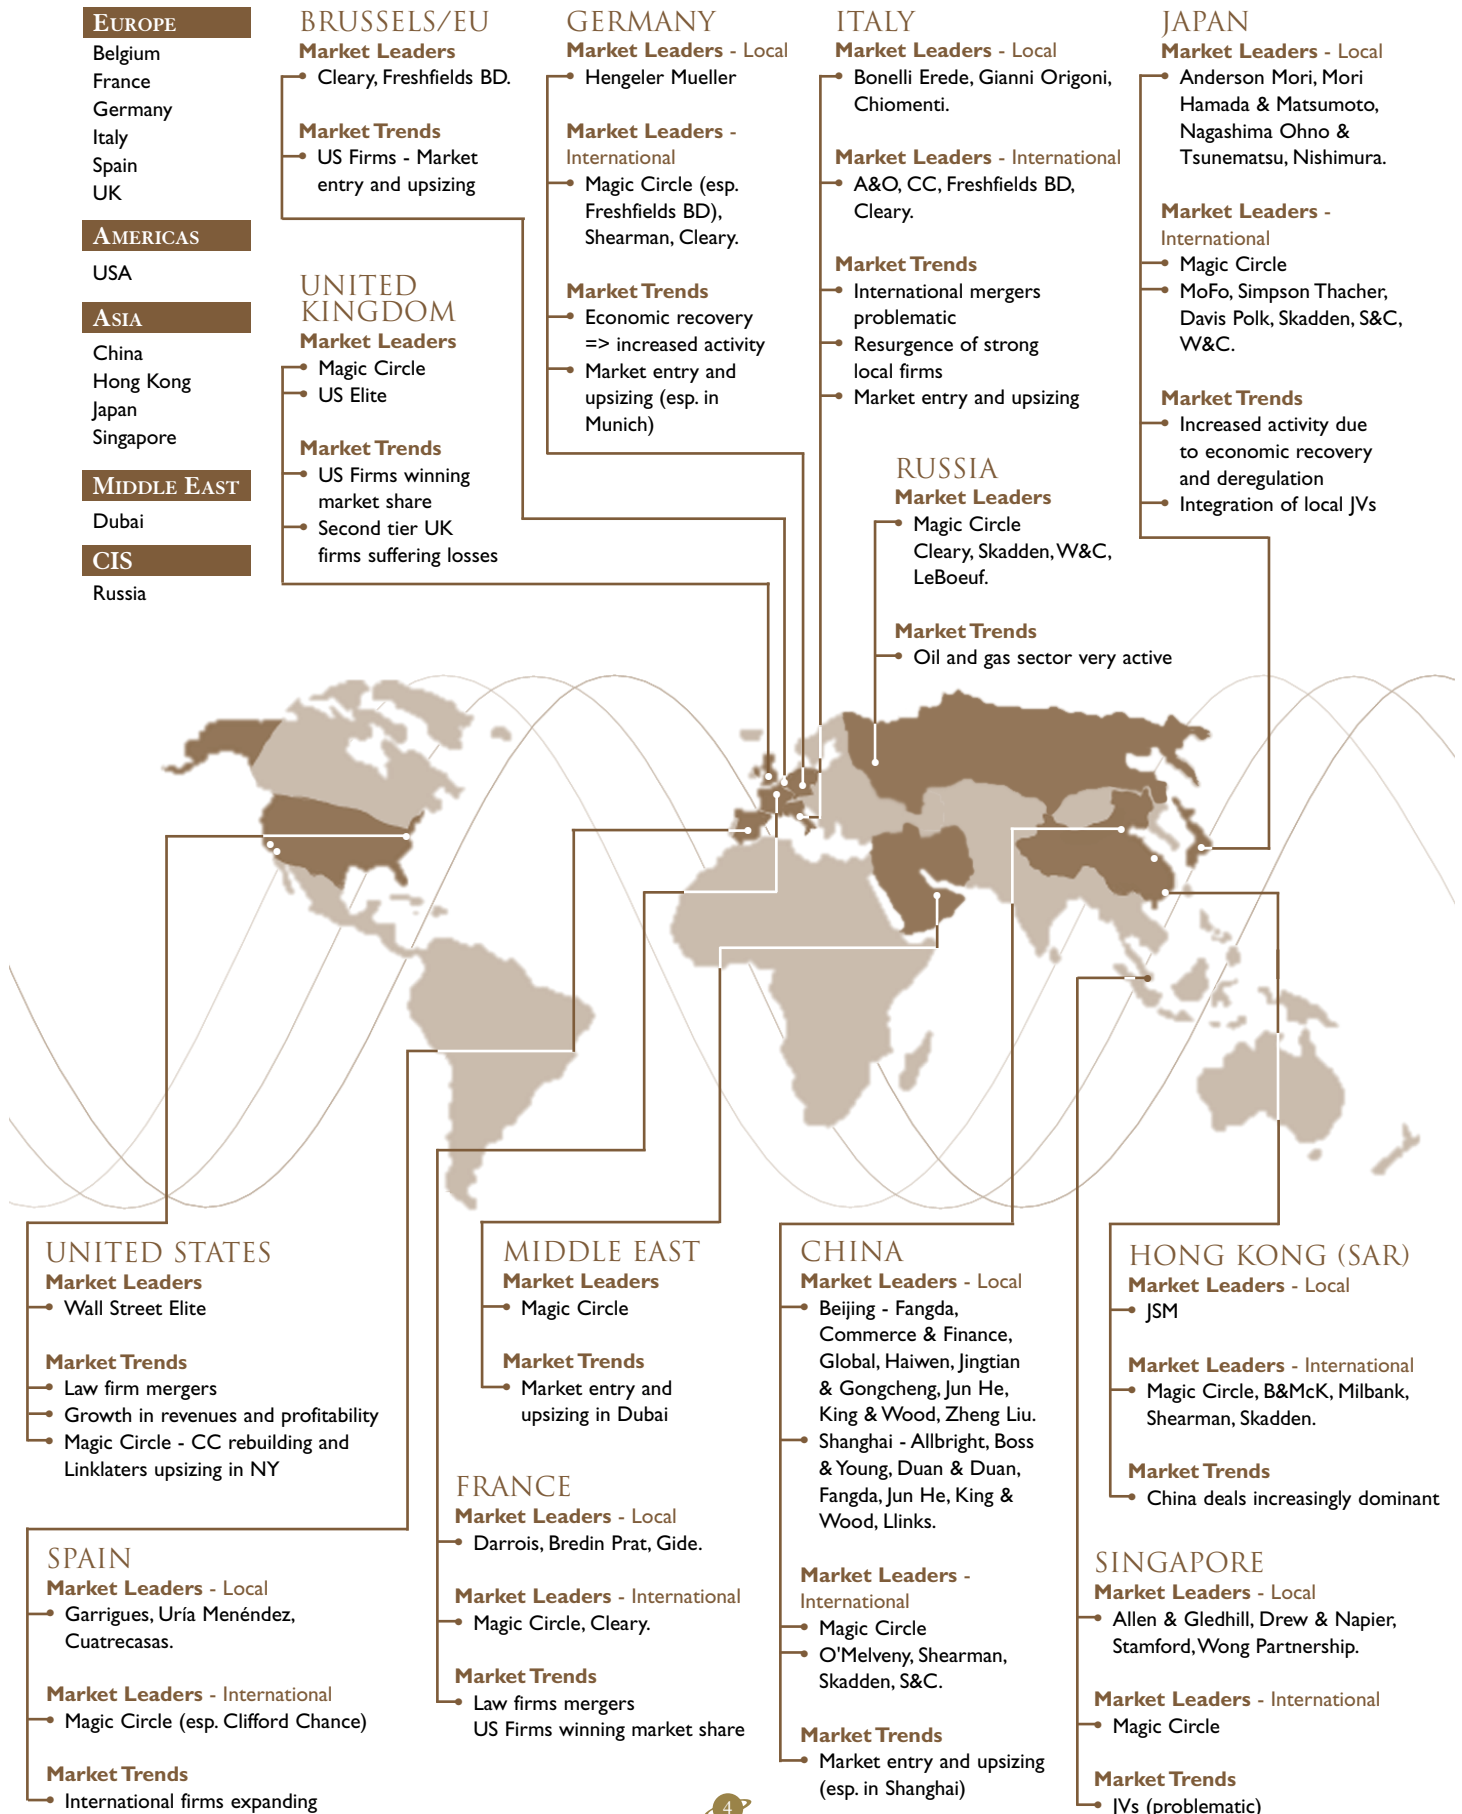 EUROPE
Belgium
France
Germany
Italy
Spain
UK
AMERICAS
USA
ASIA
China
Hong Kong
Japan
Singapore
MIDDLE EAST
Dubai
CIS
Russia
BRUSSELS/EU
Market Leaders
Cleary, Freshfields BD.
Market Trends
US Firms - Market
entry and upsizing
UNITED
KINGDOM
Market Leaders
Magic Circle
US Elite
Market Trends
US Firms winning
market share
Second tier UK
firms suffering losses
GERMANY
Market Leaders - Local
Hengeler Mueller
Market Leaders -
International
Magic Circle (esp.
Freshfields BD),
Shearman, Cleary.
Market Trends
Economic recovery
=> increased activity
Market entry and
upsizing (esp. in
Munich)
ITALY
Market Leaders - Local
Bonelli Erede, Gianni Origoni,
Chiomenti.
Market Leaders - International
A&O, CC, Freshfields BD,
Cleary.
Market Trends
International mergers
problematic
Resurgence of strong
local firms
Market entry and upsizing
RUSSIA
Market Leaders
Magic Circle
Cleary, Skadden, W&C,
LeBoeuf.
Market Trends
Oil and gas sector very active
JAPAN
Market Leaders - Local
Anderson Mori, Mori
Hamada & Matsumoto,
Nagashima Ohno &
Tsunematsu, Nishimura.
Market Leaders -
International
Magic Circle
MoFo, Simpson Thacher,
Davis Polk, Skadden, S&C,
W&C.
Market Trends
Increased activity due
to economic recovery
and deregulation
Integration of local JVs
UNITED STATES
Market Leaders
Wall Street Elite
Market Trends
Law firm mergers
Growth in revenues and profitability
Magic Circle - CC rebuilding and
Linklaters upsizing in NY
SPAIN
Market Leaders - Local
Garrigues, Uría Menéndez,
Cuatrecasas.
Market Leaders - International
Magic Circle (esp. Clifford Chance)
Market Trends
International firms expanding
MIDDLE EAST
Market Leaders
Magic Circle
Market Trends
Market entry and
upsizing in Dubai
FRANCE
Market Leaders - Local
Darrois, Bredin Prat, Gide.
Market Leaders - International
Magic Circle, Cleary.
Market Trends
Law firms mergers
US Firms winning market share
CHINA
Market Leaders - Local
Beijing - Fangda,
Commerce & Finance,
Global, Haiwen, Jingtian
& Gongcheng, Jun He,
King & Wood, Zheng Liu.
Shanghai - Allbright, Boss
& Young, Duan & Duan,
Fangda, Jun He, King &
Wood, Llinks.
Market Leaders -
International
Magic Circle
O'Melveny, Shearman,
Skadden, S&C.
Market Trends
Market entry and upsizing
(esp. in Shanghai)
HONG KONG (SAR)
Market Leaders - Local
JSM
Market Leaders - International
Magic Circle, B&McK, Milbank,
Shearman, Skadden.
Market Trends
China deals increasingly dominant
SINGAPORE
Market Leaders - Local
Allen & Gledhill, Drew & Napier,
Stamford, Wong Partnership.
Market Leaders - International
Magic Circle
Market Trends
JVs (problematic)
4